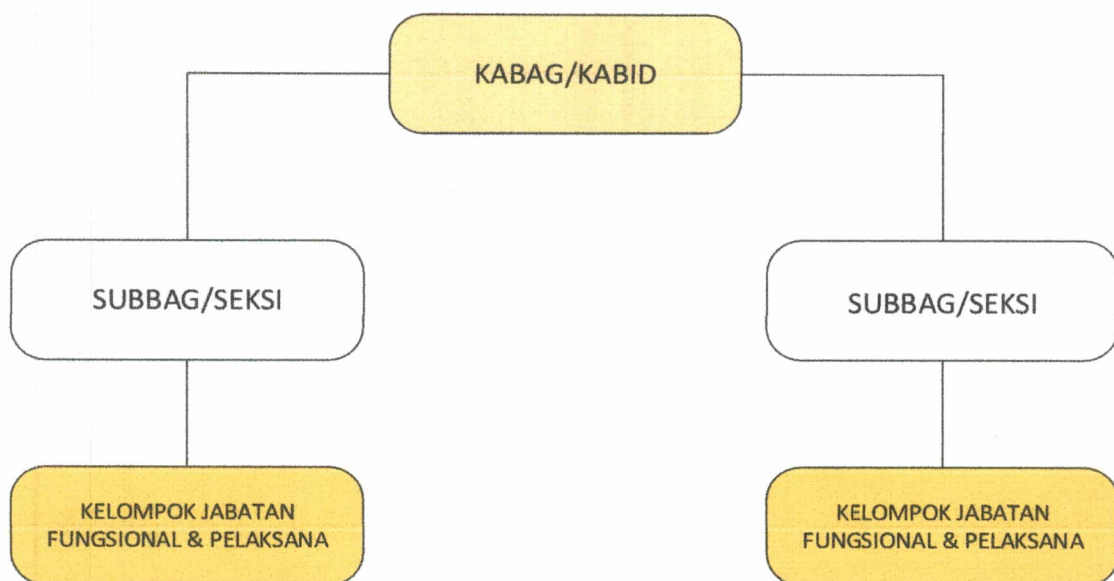 KABAG/KABID
SUBBAG/SEKSI
SUBBAG/SEKSI
KELOMPOK JABATAN
FUNGSIONAL & PELAKSANA
KELOMPOK JABATAN
FUNGSIONAL & PELAKSANA